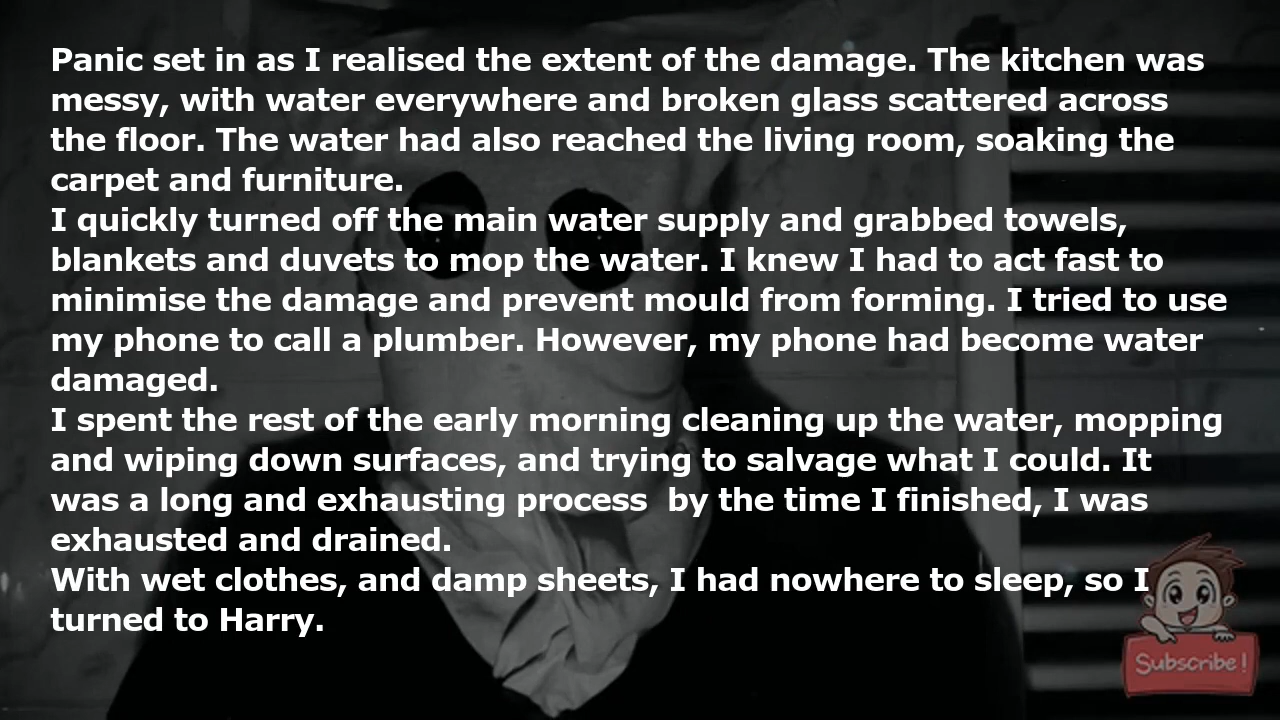 Panic set in as I realised the extent of the damage. The kitchen was
messy, with water everywhere and broken glass scattered across
the floor. The water had also reached the living room, soaking the
carpet and furniture.
I quickly turned off the main water supply and grabbed towels,
blankets and duvets to mop the water. I knew I had to act fast to
minimise the damage and prevent mould from forming. I tried to use
my phone to call a plumber. However, my phone had become water
damaged.
I spent the rest of the early morning cleaning up the water, mopping
and wiping down surfaces, and trying to salvage what I could. It
was a long and exhausting process  by the time I finished, I was
exhausted and drained.
With wet clothes, and damp sheets, I had nowhere to sleep, so I
turned to Harry.
Subscribe!